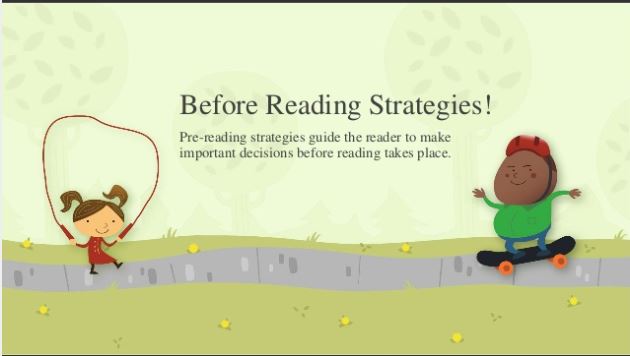 Before Reading Strategies!
Pre-reading strategies guide the reader to make
important decisions before reading takes place.